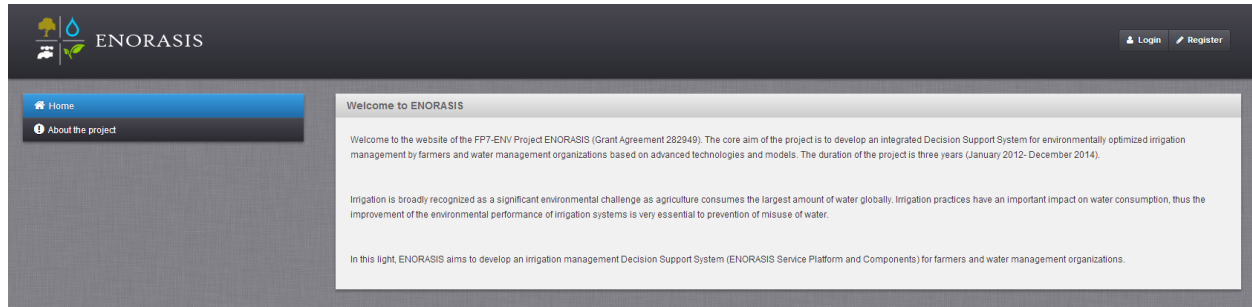 ENORASIS
Login
Register
Home
About the project
Welcome to ENORASIS
Welcome to the website of the FP7-ENV Project ENORASIS (Grant Agreement 282949). The core aim of the project is to develop an integrated Decision Support System for environmentally optimized irrigation
management by farmers and water management organizations based on advanced technologies and models. The duration of the project is three years (January 2012- December 2014).
Irrigation is broadly recognized as a significant environmental challenge as agriculture consumes the largest amount of water globally. Irrigation practices have an important impact on water consumption, thus the
improvement of the environmental performance of irrigation systems is very essential to prevention of misuse of water.
In this light, ENORASIS aims to develop an irrigation management Decision Support System (ENORASIS Service Platform and Components) for farmers and water management organizations.